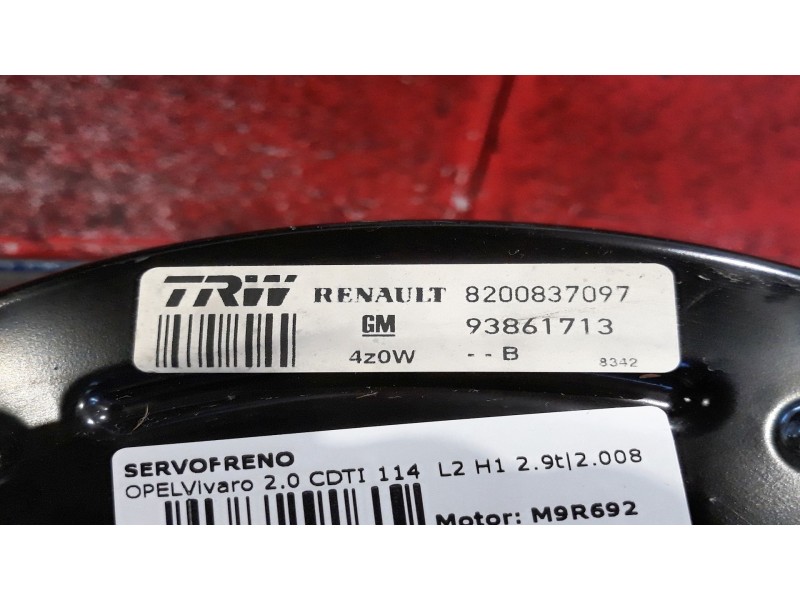 TRW RENAULT 8200837097
GM 93861713
4z0W --B 8342
SERVOFRENO
OPELVivaro 2.0 CDTI 114 L2 H1 2.9t|2.008
Motor: M9R692